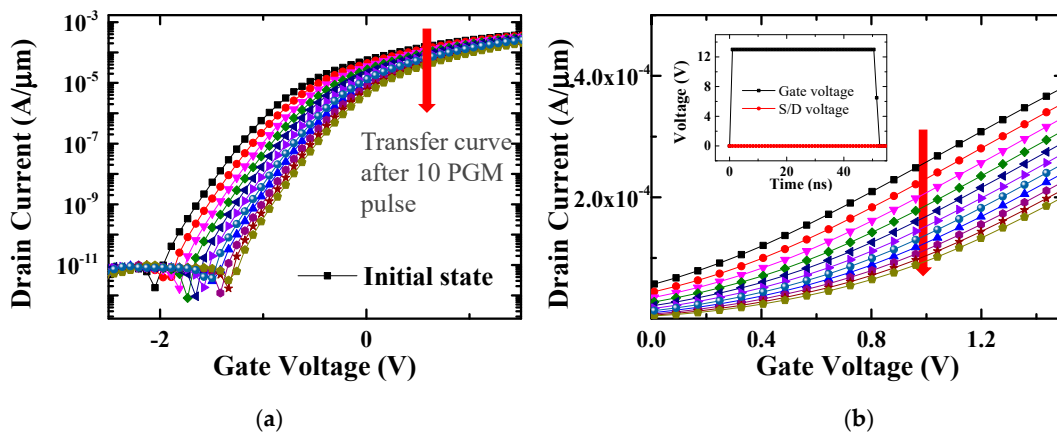 10⁻³
10⁻⁵
10⁻⁷
10⁻⁹
10⁻¹¹
Drain Current (A/μm)
Transfer curve
after 10 PGM
pulse
Initial state
-2
0
Gate Voltage (V)
(a)
4.0x10⁻⁴
2.0x10⁻⁴
Drain Current (A/μm)
12
8
4
0
Voltage (V)
Gate voltage
S/D voltage
0
20
40
Time (ns)
0.0
0.4
0.8
1.2
Gate Voltage (V)
(b)